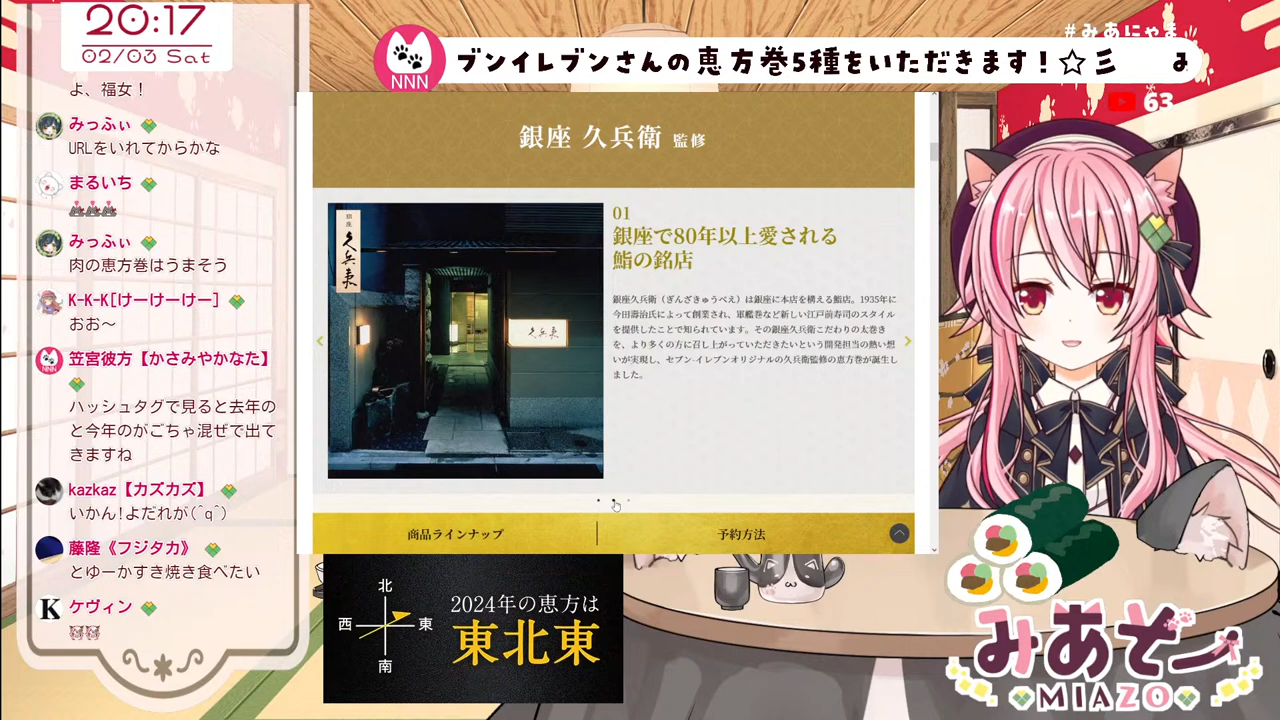 20:17
02/03 Sat
よ、福女！
みっふぃ
URLをいれてからかな
まるいち
みっふぃ
肉の恵方巻はうまそう
K-K-K[けーけーけー]
おお～
笠宮彼方【かさみやかなた】
ハッシュタグで見ると去年の
と今年のがごちゃ混ぜで出て
きますね
kazkaz【カズカズ】
いかん!よだれが(^q^)
藤隆《フジタカ》
とゆーかすき焼き食べたい
K
ケヴィン
NNN
ブンイレブンさんの恵方巻5種をいただきます！☆彡
み
#みあにゃま
63
銀座 久兵衛 監修
銀座
久兵衛
久兵衛
01
銀座で80年以上愛される
鮨の銘店
銀座久兵衛（ぎんざきゅうべえ）は銀座に本店を構える鮨店。1935年に
今田壽治氏によって創業され、軍艦巻など新しい江戸前寿司のスタイル
を提供したことで知られています。その銀座久兵衛こだわりの太巻き
を、より多くの方に召し上がっていただきたいという開発担当の熱い想
いが実現し、セブン-イレブンオリジナルの久兵衛監修の恵方巻が誕生し
ました。
商品ラインナップ
予約方法
北
西
東
南
2024年の恵方は
東北東
みあぞー
MIAZO